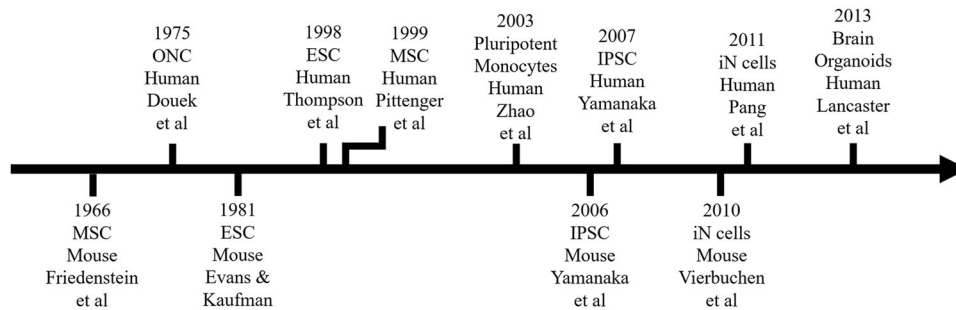 1975
ONC
Human
Douek
et al
1998
ESC
Human
Thompson
et al
1999
MSC
Human
Pittenger
et al
2003
Pluripotent
Monocytes
Human
Zhao
et al
2007
IPSC
Human
Yamanaka
et al
2011
iN cells
Human
Pang
et al
2013
Brain
Organoids
Human
Lancaster
et al
1966
MSC
Mouse
Friedenstein
et al
1981
ESC
Mouse
Evans &
Kaufman
2006
IPSC
Mouse
Yamanaka
et al
2010
iN cells
Mouse
Vierbuchen
et al